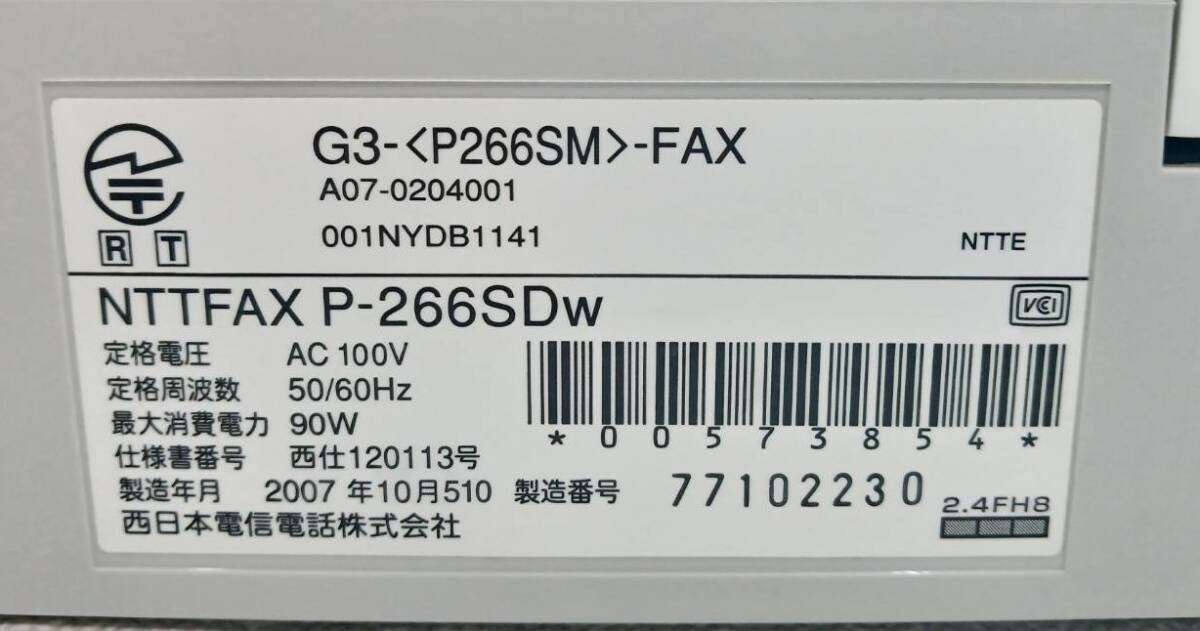 G3-<P266SM>-FAX
A07-0204001
R T 001NYDB1141 NTTE
NTTFAX P-266SDw VCCI
定格電圧 AC 100V
定格周波数 50/60Hz
最大消費電力 90W
*00573854*
仕様書番号 西仕120113号
製造年月 2007 年10月510 製造番号 77102230
2.4FH8
西日本電信電話株式会社